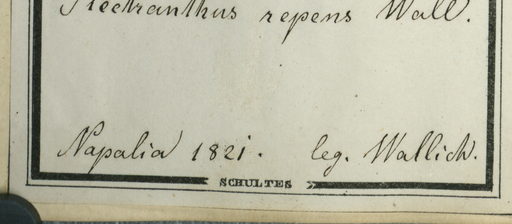 Plectranthus repens Wall.
Napalia 1821. leg. Wallich.
SCHULTES